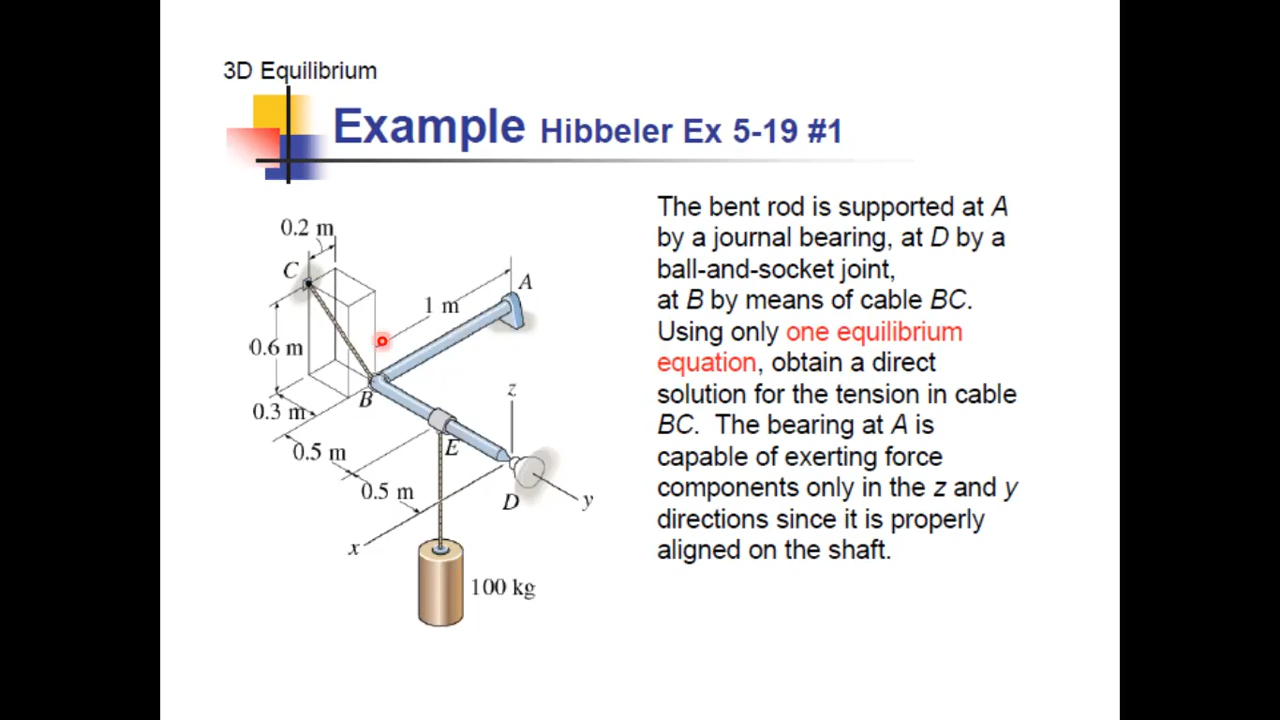 3D Equilibrium
Example Hibbeler Ex 5-19 #1
The bent rod is supported at A
by a journal bearing, at D by a
ball-and-socket joint,
at B by means of cable BC.
Using only one equilibrium
equation, obtain a direct
solution for the tension in cable
BC. The bearing at A is
capable of exerting force
components only in the z and y
directions since it is properly
aligned on the shaft.
0.2 m
C
A
1 m
0.6 m
B
z
0.3 m
E
0.5 m
0.5 m
D
y
x
100 kg